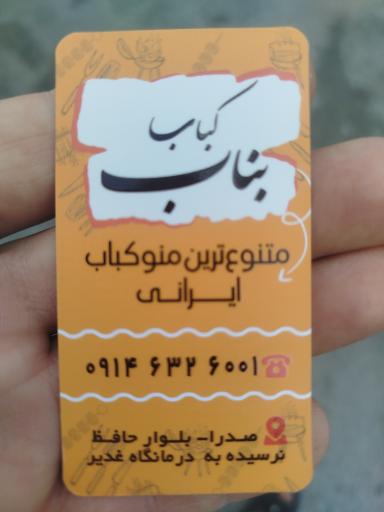 کباب
بناب
متنوع‌ترین منو کباب
ایرانی
۰۹۱۴ ۶۳۲ ۶۰۰۱
صدرا- بلوار حافظ
نرسیده به درمانگاه غدیر